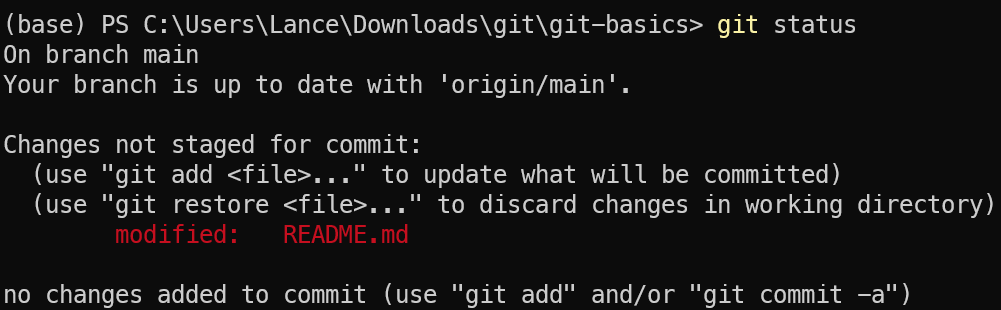 (base) PS C:\Users\Lance\Downloads\git\git-basics> git status
On branch main
Your branch is up to date with 'origin/main'.

Changes not staged for commit:
  (use "git add <file>..." to update what will be committed)
  (use "git restore <file>..." to discard changes in working directory)
        modified:   README.md

no changes added to commit (use "git add" and/or "git commit -a")